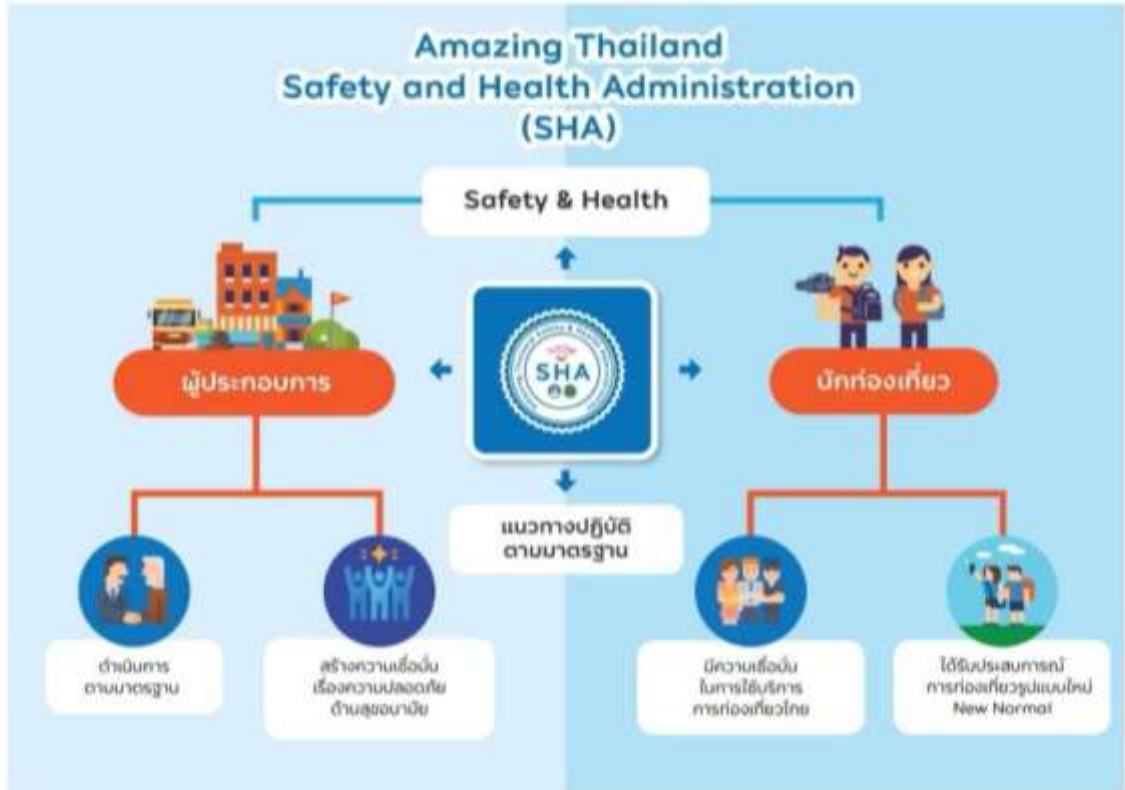 Amazing Thailand
Safety and Health Administration
(SHA)
Safety & Health
SHA
ผู้ประกอบการ
นักท่องเที่ยว
แนวทางปฏิบัติ
ตามมาตรฐาน
ดำเนินการ
ตามมาตรฐาน
สร้างความเชื่อมั่น
เรื่องความปลอดภัย
ด้านสุขอนามัย
มีความเชื่อมั่น
ในการใช้บริการ
การท่องเที่ยวไทย
ได้รับประสบการณ์
การท่องเที่ยวรูปแบบใหม่
New Normal